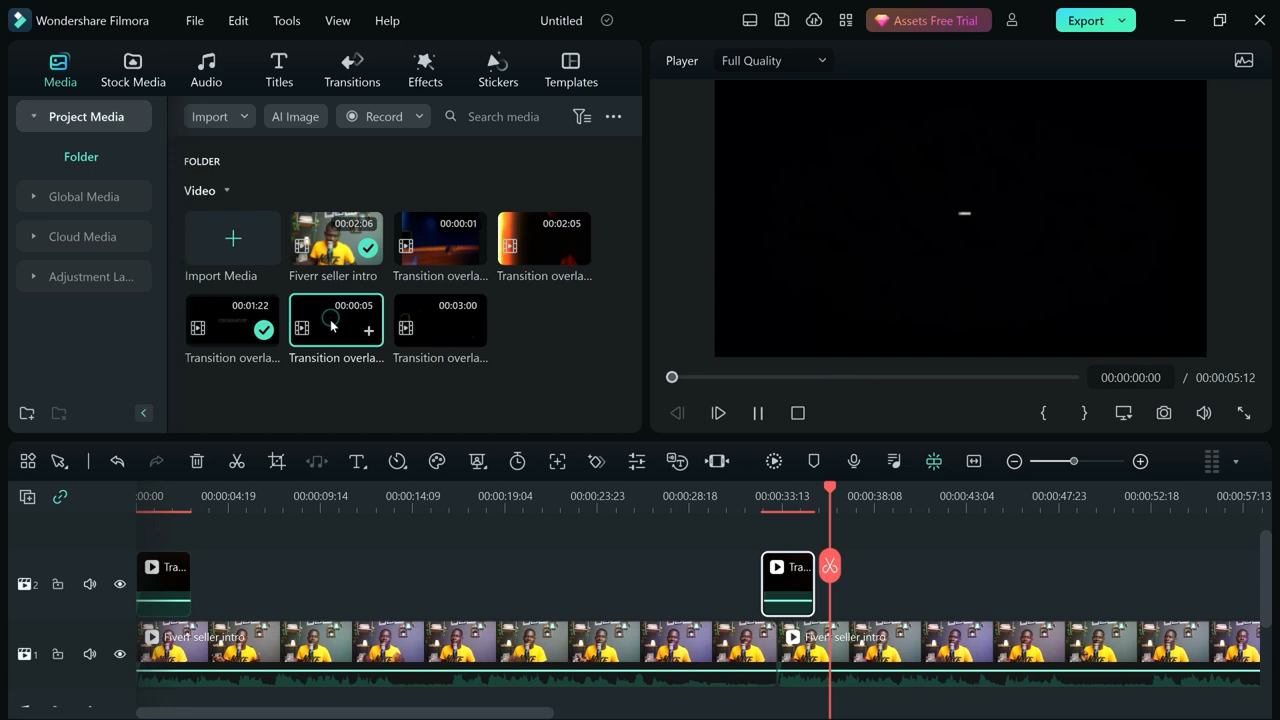 Wondershare Filmora File Edit Tools View Help Untitled Assets Free Trial Export
Media Stock Media Audio Titles Transitions Effects Stickers Templates
Player Full Quality
Project Media
Import AI Image Record Search media
Folder
Global Media
Cloud Media
Adjustment La...
FOLDER
Video
00:02:06 00:00:01 00:02:05
Import Media Fiverr seller intro Transition overla... Transition overla...
00:01:22 00:00:05 00:03:00
Transition overla... Transition overla... Transition overla...
00:00:00:00 / 00:00:05:12
:00:00 00:00:04:19 00:00:09:14 00:00:14:09 00:00:19:04 00:00:23:23 00:00:28:18 00:00:33:13 00:00:38:08 00:00:43:04 00:00:47:23 00:00:52:18 00:00:57:13
Tra... Tra...
2
Fiverr seller intro Fiverr seller intro
1